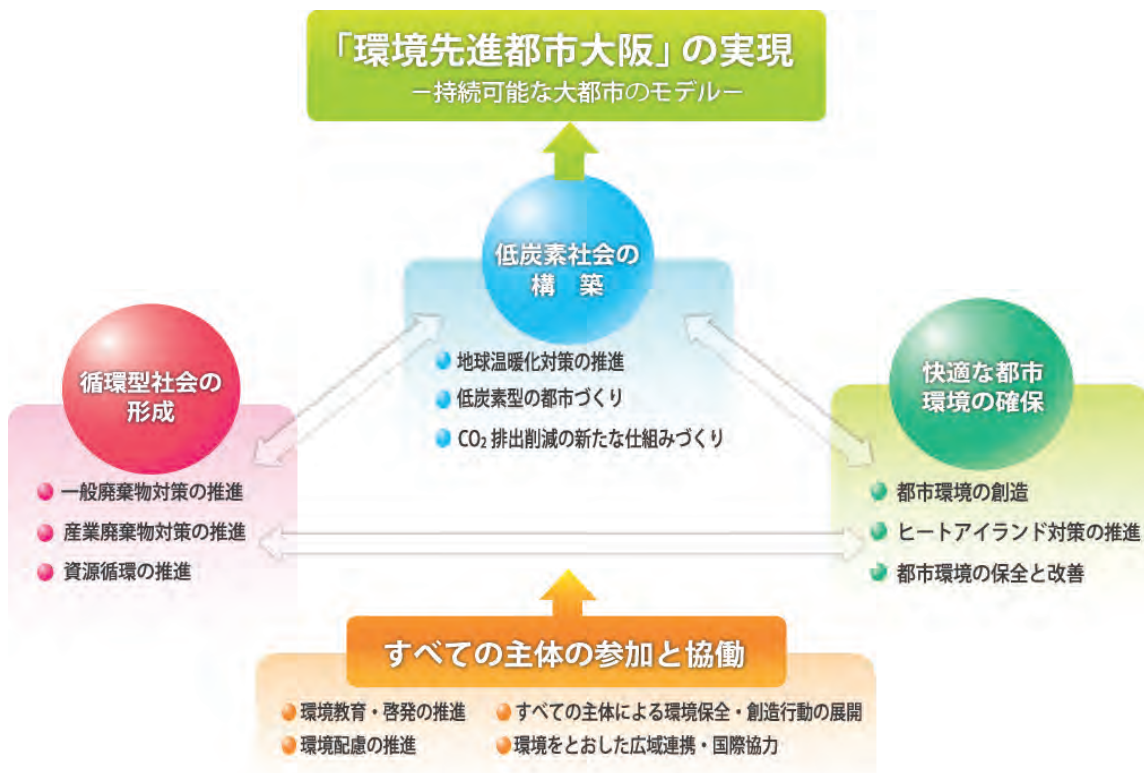 「環境先進都市大阪」の実現
－持続可能な大都市のモデル－
低炭素社会の
構　築
地球温暖化対策の推進
低炭素型の都市づくり
CO₂ 排出削減の新たな仕組みづくり
循環型社会の
形成
一般廃棄物対策の推進
産業廃棄物対策の推進
資源循環の推進
快適な都市
環境の確保
都市環境の創造
ヒートアイランド対策の推進
都市環境の保全と改善
すべての主体の参加と協働
環境教育・啓発の推進
すべての主体による環境保全・創造行動の展開
環境配慮の推進
環境をとおした広域連携・国際協力